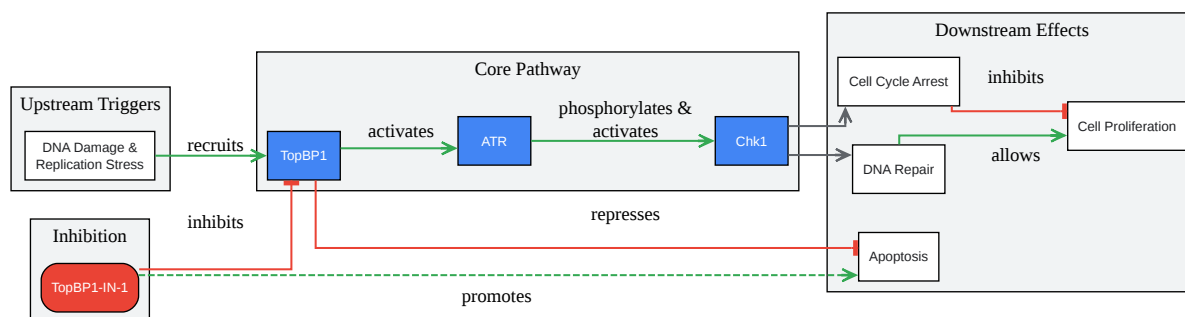 Downstream Effects
Core Pathway
Cell Cycle Arrest
inhibits
Upstream Triggers
phosphorylates &
activates
Cell Proliferation
DNA Damage &
Replication Stress
recruits
TopBP1
activates
ATR
Chk1
DNA Repair
allows
inhibits
represses
Inhibition
Apoptosis
TopBP1-IN-1
promotes